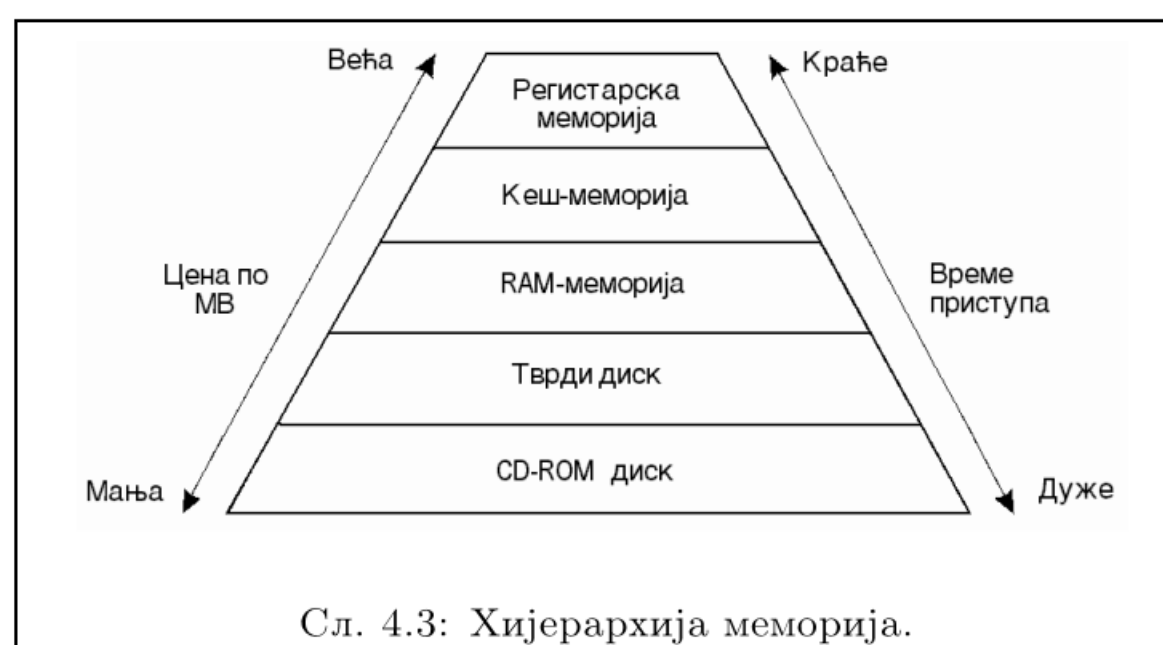 Већа
Краће
Регистарска
меморија
Кеш-меморија
Цена по
МВ
RAM-меморија
Време
приступа
Тврди диск
Мања
CD-ROM диск
Дуже
Сл. 4.3: Хијерархија меморија.